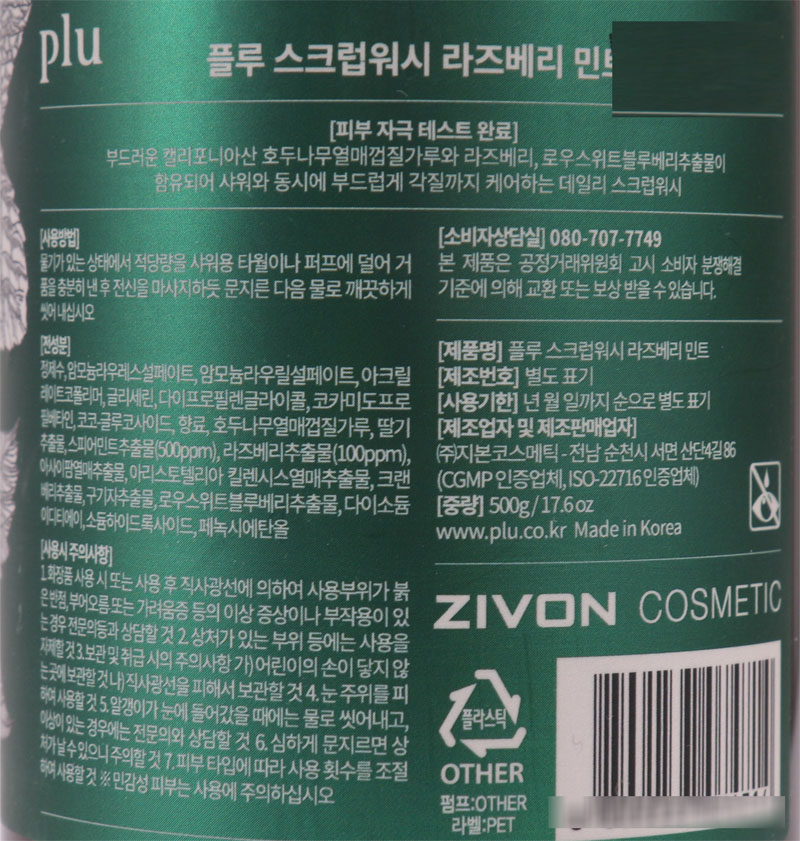 plu
플루 스크럽워시 라즈베리 민트
[피부 자극 테스트 완료]
부드러운 캘리포니아산 호두나무열매껍질가루와 라즈베리, 로우스위트블루베리추출물이
함유되어 샤워와 동시에 부드럽게 각질까지 케어하는 데일리 스크럽워시
[사용방법]
물기가 있는 상태에서 적당량을 샤워용 타월이나 퍼프에 덜어 거
품을 충분히 낸 후 전신을 마사지하듯 문지른 다음 물로 깨끗하게
씻어 내십시오
[전성분]
정제수, 암모늄라우레스설페이트, 암모늄라우릴설페이트, 아크릴
레이트코폴리머, 글리세린, 다이프로필렌글라이콜, 코카미도프로
필베타인, 코코-글루코사이드, 향료, 호두나무열매껍질가루, 딸기
추출물, 스피어민트추출물(500ppm), 라즈베리추출물(100ppm),
아사이팜열매추출물, 아리스토텔리아 킬렌시스열매추출물, 크랜
베리추출물, 구기자추출물, 로우스위트블루베리추출물, 다이소듐
이디티에이, 소듐하이드록사이드, 페녹시에탄올
[사용시 주의사항]
1. 화장품 사용 시 또는 사용 후 직사광선에 의하여 사용부위가 붉
은 반점, 부어오름 또는 가려움증 등의 이상 증상이나 부작용이 있
는 경우 전문의등과 상담할 것 2. 상처가 있는 부위 등에는 사용을
자제할 것 3. 보관 및 취급 시의 주의사항 가) 어린이의 손이 닿지 않
는 곳에 보관할 것 나) 직사광선을 피해서 보관할 것 4. 눈 주위를 피
하여 사용할 것 5. 알갱이가 눈에 들어갔을 때에는 물로 씻어내고,
이상이 있는 경우에는 전문의와 상담할 것 6. 심하게 문지르면 상
처가 날 수 있으니 주의할 것 7. 피부 타입에 따라 사용 횟수를 조절
하여 사용할 것 ※ 민감성 피부는 사용에 주의하십시오
[소비자상담실] 080-707-7749
본 제품은 공정거래위원회 고시 소비자 분쟁해결
기준에 의해 교환 또는 보상 받을 수 있습니다.
[제품명] 플루 스크럽워시 라즈베리 민트
[제조번호] 별도 표기
[사용기한] 년 월 일까지 순으로 별도 표기
[제조업자 및 제조판매업자]
(주)지본코스메틱 - 전남 순천시 서면 산단4길 86
(CGMP 인증업체, ISO-22716 인증업체)
[중량] 500g / 17.6 oz
www.plu.co.kr Made in Korea
ZIVON COSMETIC
플라스틱
OTHER
펌프:OTHER
라벨:PET